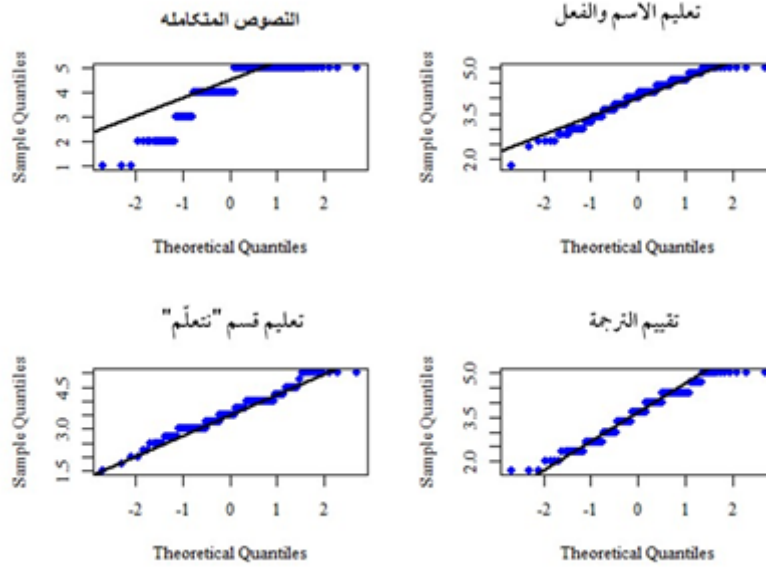 النصوص المتكامله
Sample Quantiles
5
4
3
2
1
-2 -1 0 1 2
Theoretical Quantiles
تعليم الاسم والفعل
Sample Quantiles
5.0
3.5
2.0
-2 -1 0 1 2
Theoretical Quantiles
تعليم قسم "نتعلّم"
Sample Quantiles
4.5
3.0
1.5
-2 -1 0 1 2
Theoretical Quantiles
تقييم الترجمة
Sample Quantiles
5.0
3.5
2.0
-2 -1 0 1 2
Theoretical Quantiles